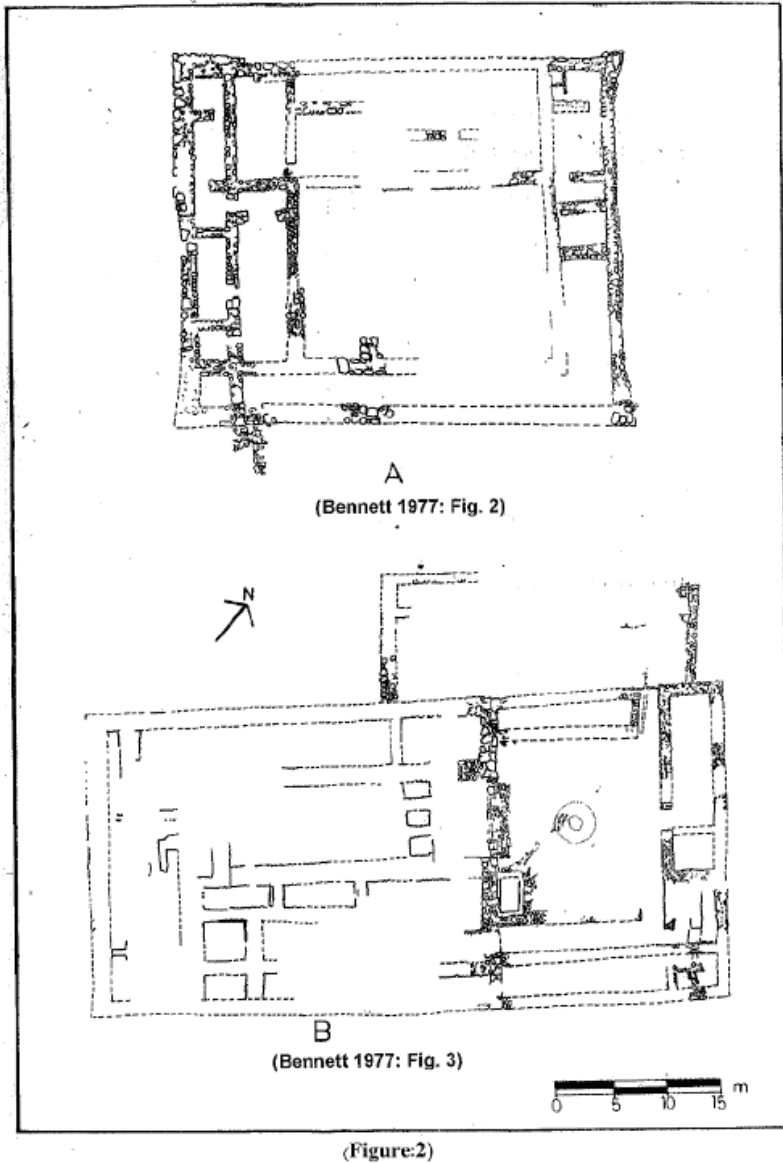 A
(Bennett 1977: Fig. 2)
N
B
(Bennett 1977: Fig. 3)
m
0 5 10 15
(Figure:2)